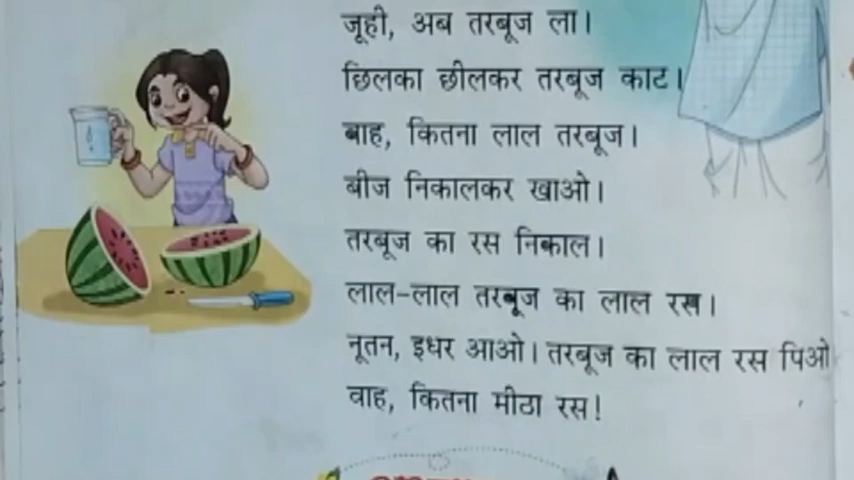 जूही, अब तरबूज ला।
छिलका छीलकर तरबूज काट।
बाह, कितना लाल तरबूज।
बीज निकालकर खाओ।
तरबूज का रस निकाल।
लाल-लाल तरबूज का लाल रस।
नूतन, इधर आओ। तरबूज का लाल रस पिओ
वाह, कितना मीठा रस!